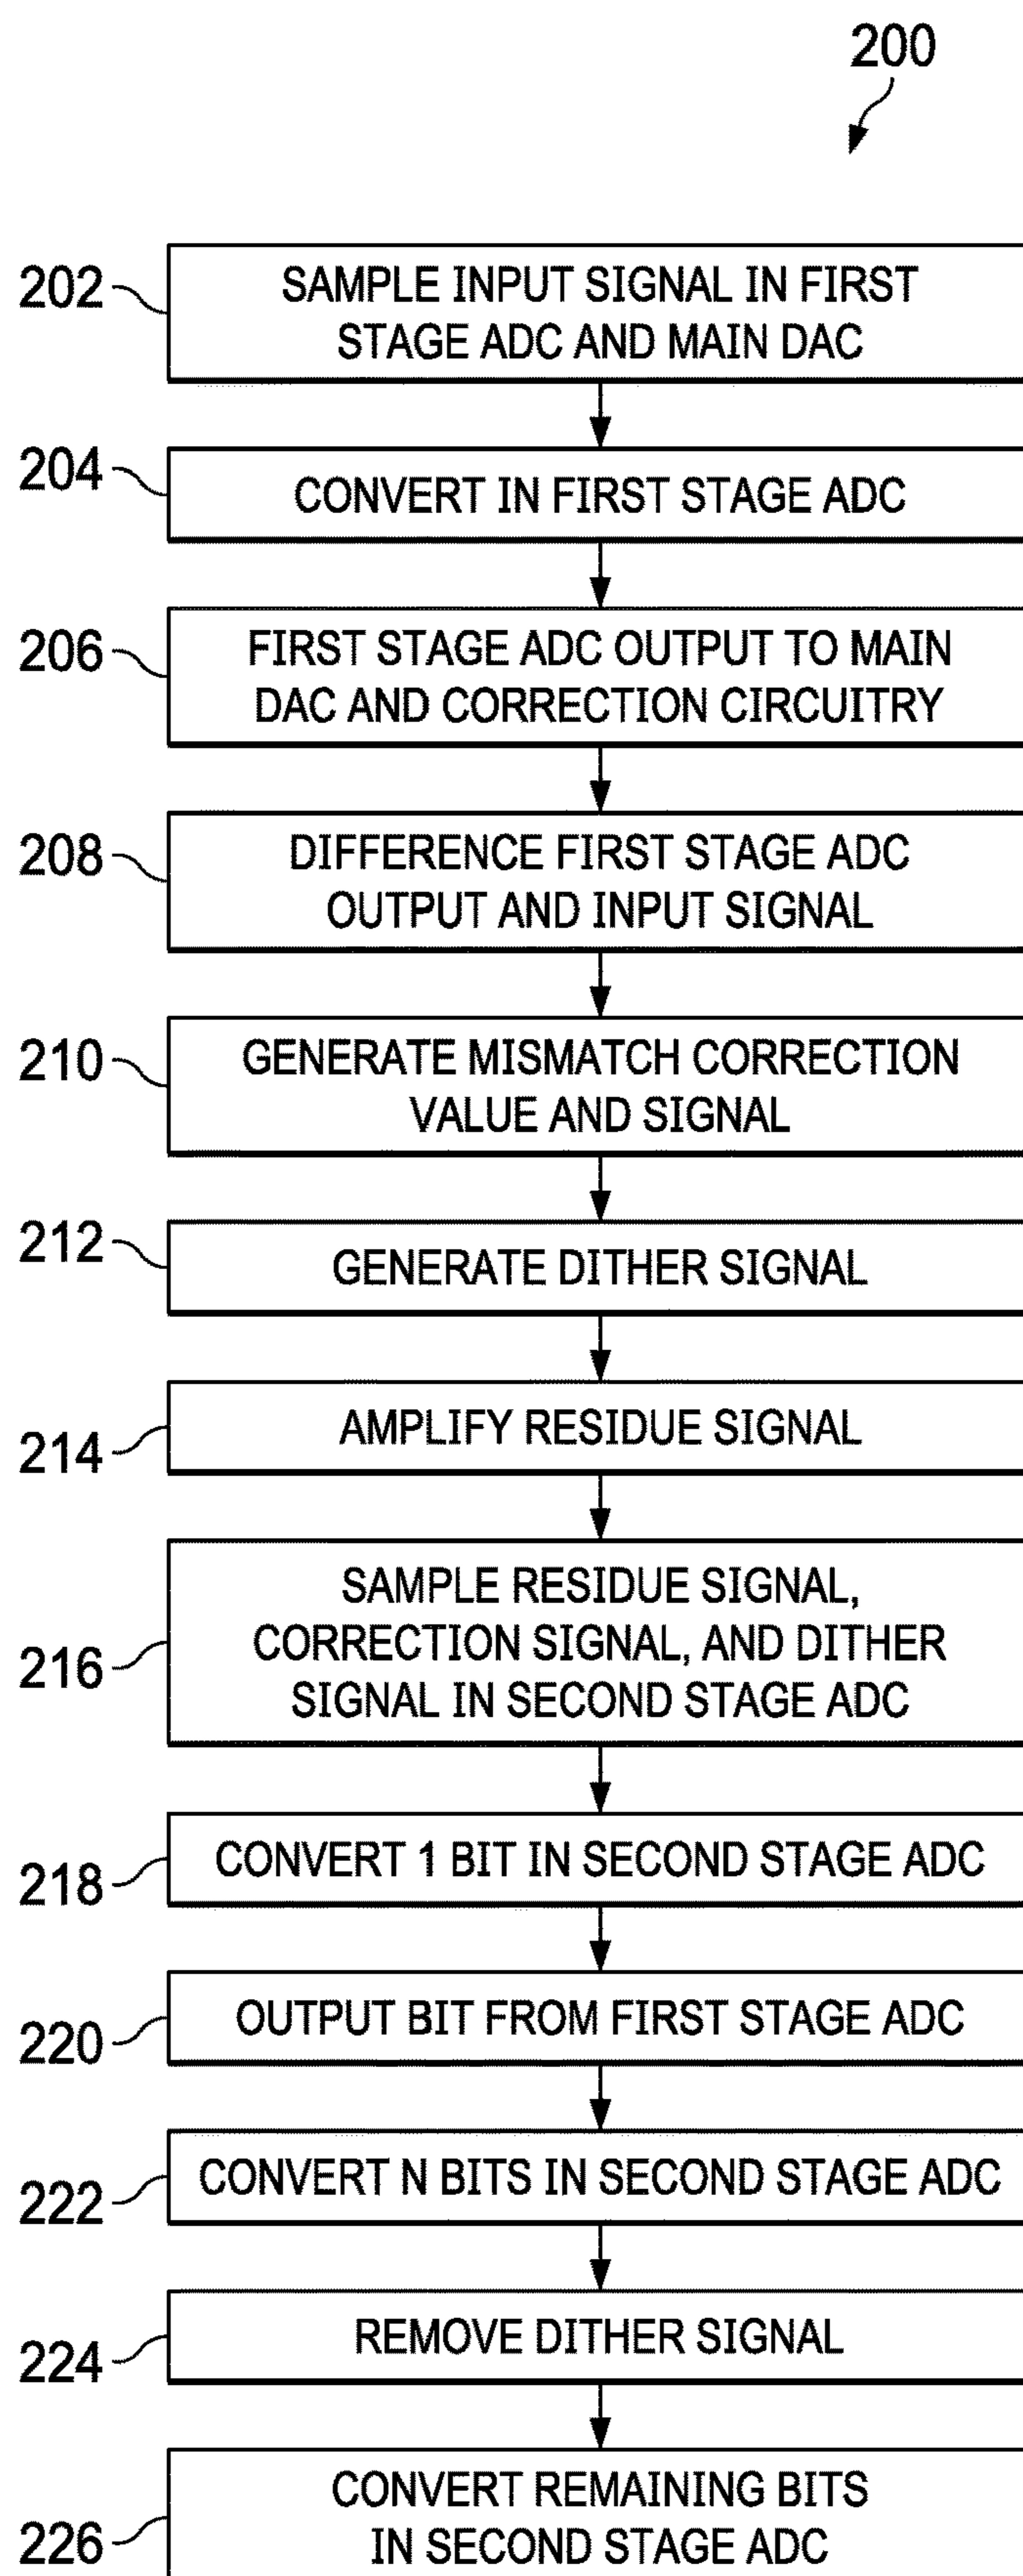 200
202
SAMPLE INPUT SIGNAL IN FIRST
STAGE ADC AND MAIN DAC
204
CONVERT IN FIRST STAGE ADC
206
FIRST STAGE ADC OUTPUT TO MAIN
DAC AND CORRECTION CIRCUITRY
208
DIFFERENCE FIRST STAGE ADC
OUTPUT AND INPUT SIGNAL
210
GENERATE MISMATCH CORRECTION
VALUE AND SIGNAL
212
GENERATE DITHER SIGNAL
214
AMPLIFY RESIDUE SIGNAL
216
SAMPLE RESIDUE SIGNAL,
CORRECTION SIGNAL, AND DITHER
SIGNAL IN SECOND STAGE ADC
218
CONVERT 1 BIT IN SECOND STAGE ADC
220
OUTPUT BIT FROM FIRST STAGE ADC
222
CONVERT N BITS IN SECOND STAGE ADC
224
REMOVE DITHER SIGNAL
226
CONVERT REMAINING BITS
IN SECOND STAGE ADC